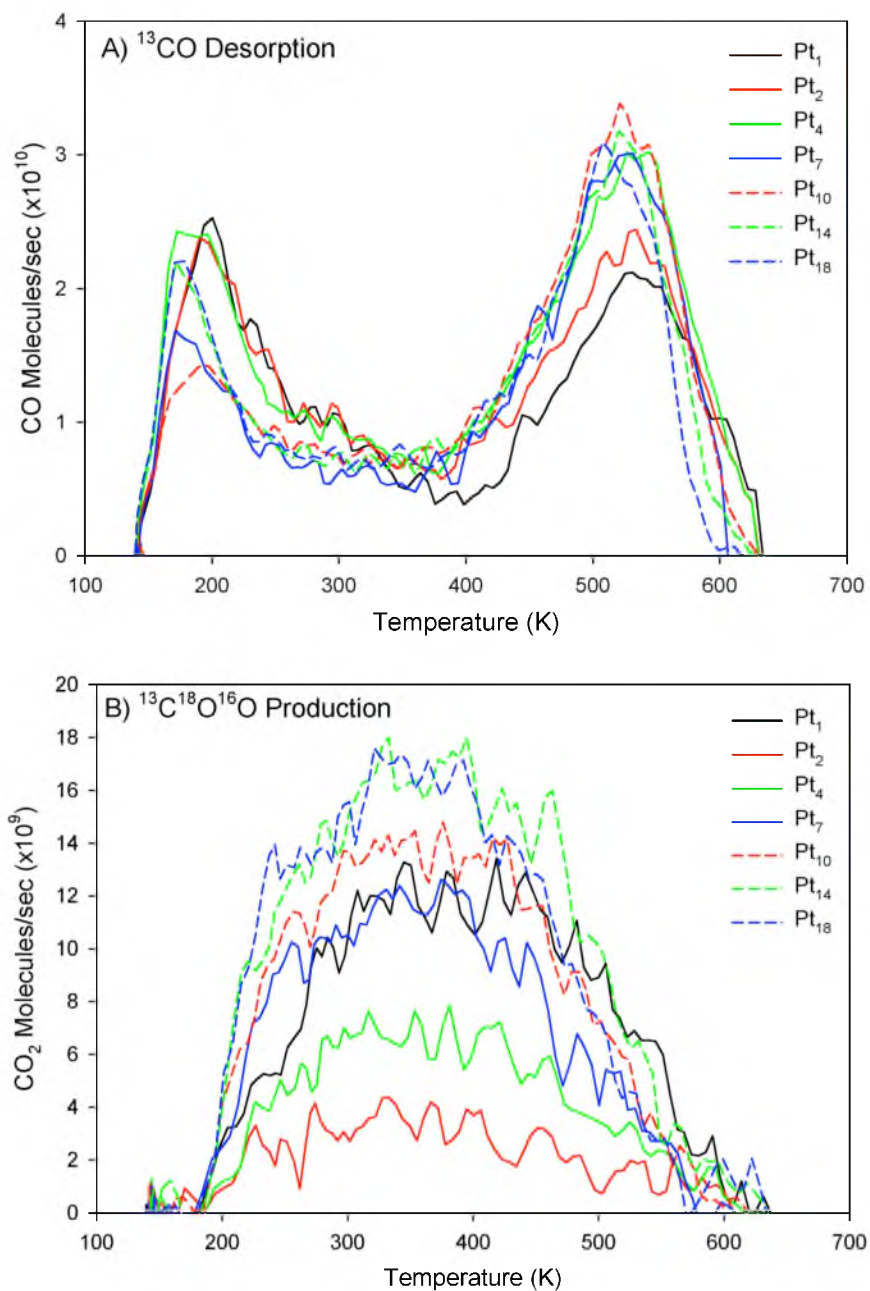 A) ¹³CO Desorption
Pt₁
Pt₂
Pt₄
Pt₇
Pt₁₀
Pt₁₄
Pt₁₈
4
3
2
1
0
CO Molecules/sec (x10¹⁰)
100 200 300 400 500 600 700
Temperature (K)
B) ¹³C¹⁸O¹⁶O Production
Pt₁
Pt₂
Pt₄
Pt₇
Pt₁₀
Pt₁₄
Pt₁₈
20
18
16
14
12
10
8
6
4
2
0
CO₂ Molecules/sec (x10⁹)
100 200 300 400 500 600 700
Temperature (K)